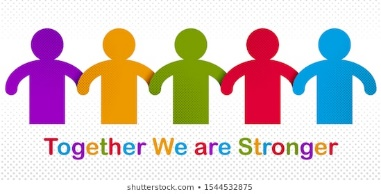 Together We are Stronger
shutterstock.com • 1544532875